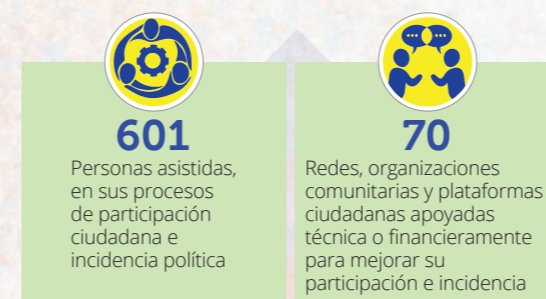 601
Personas asistidas,
en sus procesos
de participación
ciudadana e
incidencia política
70
Redes, organizaciones
comunitarias y plataformas
ciudadanas apoyadas
técnica o financieramente
para mejorar su
participación e incidencia